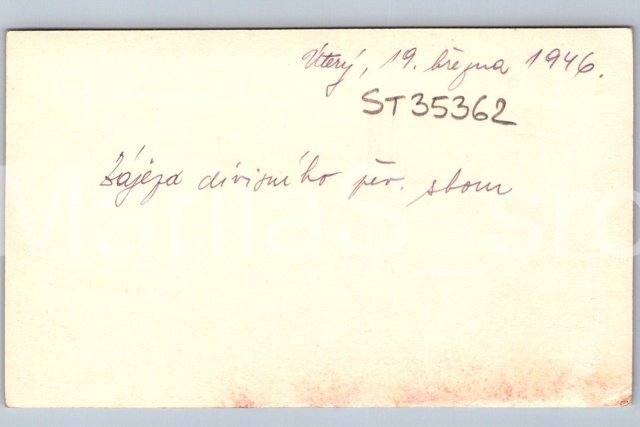 Úterý, 19. března 1946.
ST35362
Zájezd divisního pěv. sboru